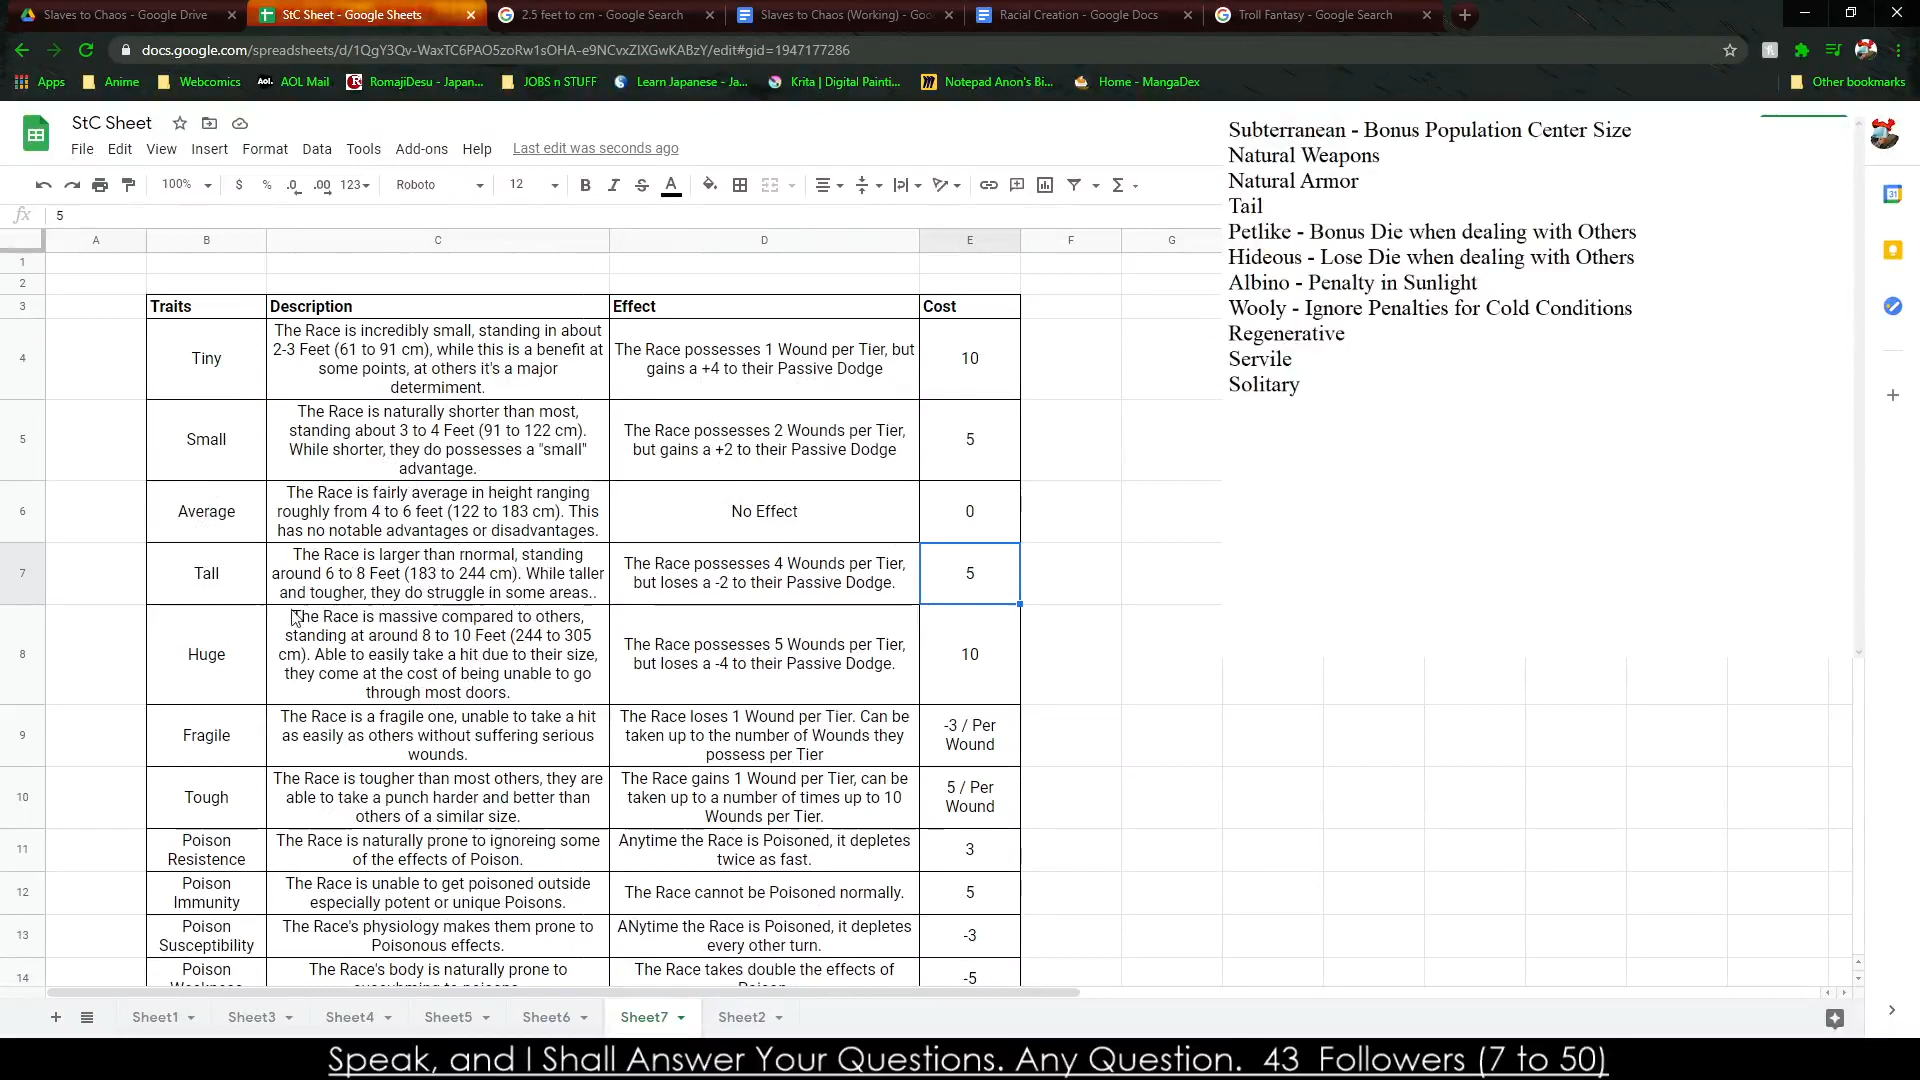 Slaves to Chaos - Google Drive
StC Sheet - Google Sheets
2.5 feet to cm - Google Search
Slaves to Chaos (Working) - Goo
Racial Creation - Google Docs
Troll Fantasy - Google Search
docs.google.com/spreadsheets/d/1QgY3Qv-WaxTC6PAO5zoRw1sOHA-e9NCvxZlXGwKABzY/edit#gid=1947177286
Apps
Anime
Webcomics
Aol.
AOL Mail
RomajiDesu - Japan...
JOBS n STUFF
Learn Japanese - Ja...
Krita | Digital Painti...
Notepad Anon's Bi...
Home - MangaDex
Other bookmarks
StC Sheet
File Edit View Insert Format Data Tools Add-ons Help Last edit was seconds ago
100% $ % .0 .00 123 Roboto 12 B I S A
fx 5
A B C D E F G
1
2
3 Traits Description Effect Cost
4
Tiny
The Race is incredibly small, standing in about
2-3 Feet (61 to 91 cm), while this is a benefit at
some points, at others it's a major
determiment.
The Race possesses 1 Wound per Tier, but
gains a +4 to their Passive Dodge
10
5
Small
The Race is naturally shorter than most,
standing about 3 to 4 Feet (91 to 122 cm).
While shorter, they do possesses a "small"
advantage.
The Race possesses 2 Wounds per Tier,
but gains a +2 to their Passive Dodge
5
6
Average
The Race is fairly average in height ranging
roughly from 4 to 6 feet (122 to 183 cm). This
has no notable advantages or disadvantages.
No Effect
0
7
Tall
The Race is larger than rnormal, standing
around 6 to 8 Feet (183 to 244 cm). While taller
and tougher, they do struggle in some areas..
The Race possesses 4 Wounds per Tier,
but loses a -2 to their Passive Dodge.
5
8
Huge
The Race is massive compared to others,
standing at around 8 to 10 Feet (244 to 305
cm). Able to easily take a hit due to their size,
they come at the cost of being unable to go
through most doors.
The Race possesses 5 Wounds per Tier,
but loses a -4 to their Passive Dodge.
10
9
Fragile
The Race is a fragile one, unable to take a hit
as easily as others without suffering serious
wounds.
The Race loses 1 Wound per Tier. Can be
taken up to the number of Wounds they
possess per Tier
-3 / Per
Wound
10
Tough
The Race is tougher than most others, they are
able to take a punch harder and better than
others of a similar size.
The Race gains 1 Wound per Tier, can be
taken up to a number of times up to 10
Wounds per Tier.
5 / Per
Wound
11
Poison
Resistence
The Race is naturally prone to ignoreing some
of the effects of Poison.
Anytime the Race is Poisoned, it depletes
twice as fast.
3
12
Poison
Immunity
The Race is unable to get poisoned outside
especially potent or unique Poisons.
The Race cannot be Poisoned normally.
5
13
Poison
Susceptibility
The Race's physiology makes them prone to
Poisonous effects.
ANytime the Race is Poisoned, it depletes
every other turn.
-3
14
Poison
The Race's body is naturally prone to
The Race takes double the effects of
-5
Subterranean - Bonus Population Center Size
Natural Weapons
Natural Armor
Tail
Petlike - Bonus Die when dealing with Others
Hideous - Lose Die when dealing with Others
Albino - Penalty in Sunlight
Wooly - Ignore Penalties for Cold Conditions
Regenerative
Servile
Solitary
31
Sheet1 Sheet3 Sheet4 Sheet5 Sheet6 Sheet7 Sheet2
Speak, and I Shall Answer Your Questions. Any Question. 43 Followers (7 to 50)